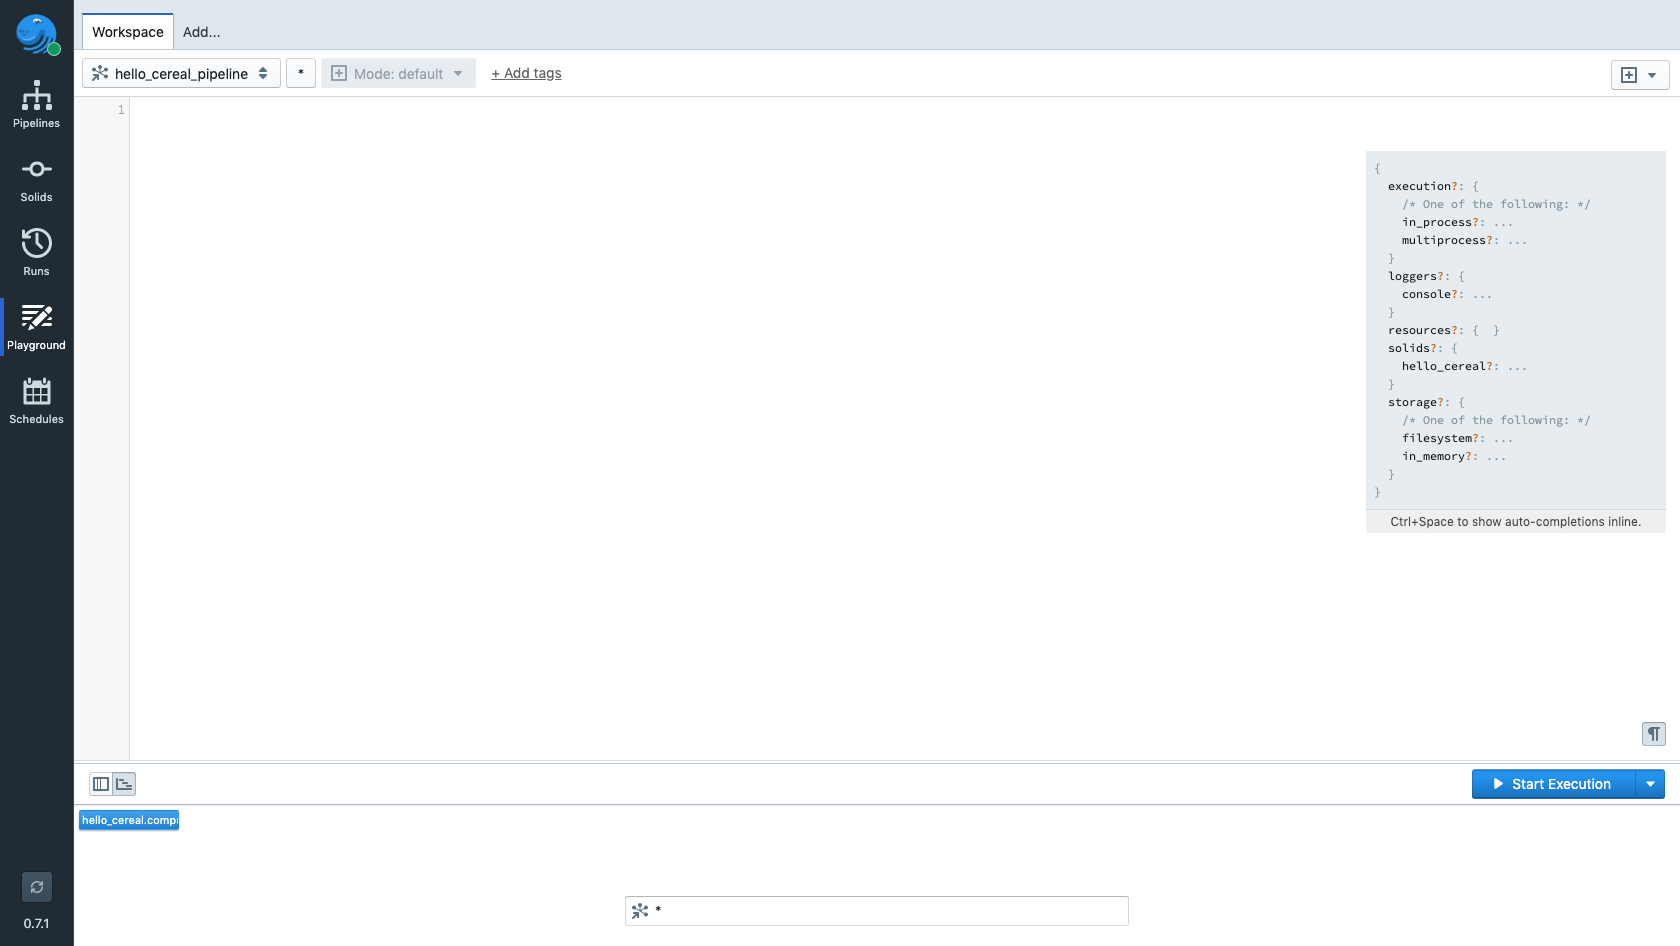 Workspace
Add...
hello_cereal_pipeline
*
Mode: default
+ Add tags
Pipelines
Solids
Runs
Playground
Schedules
0.7.1
1
{
execution?: {
/* One of the following: */
in_process?: ...
multiprocess?: ...
}
loggers?: {
console?: ...
}
resources?: { }
solids?: {
hello_cereal?: ...
}
storage?: {
/* One of the following: */
filesystem?: ...
in_memory?: ...
}
}
Ctrl+Space to show auto-completions inline.
¶
Start Execution
hello_cereal.comp
*